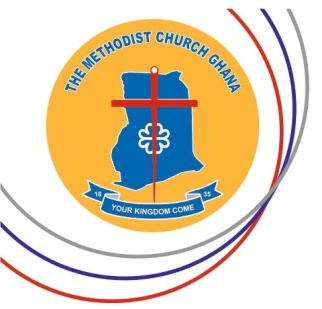 THE METHODIST CHURCH GHANA
18 35
YOUR KINGDOM COME